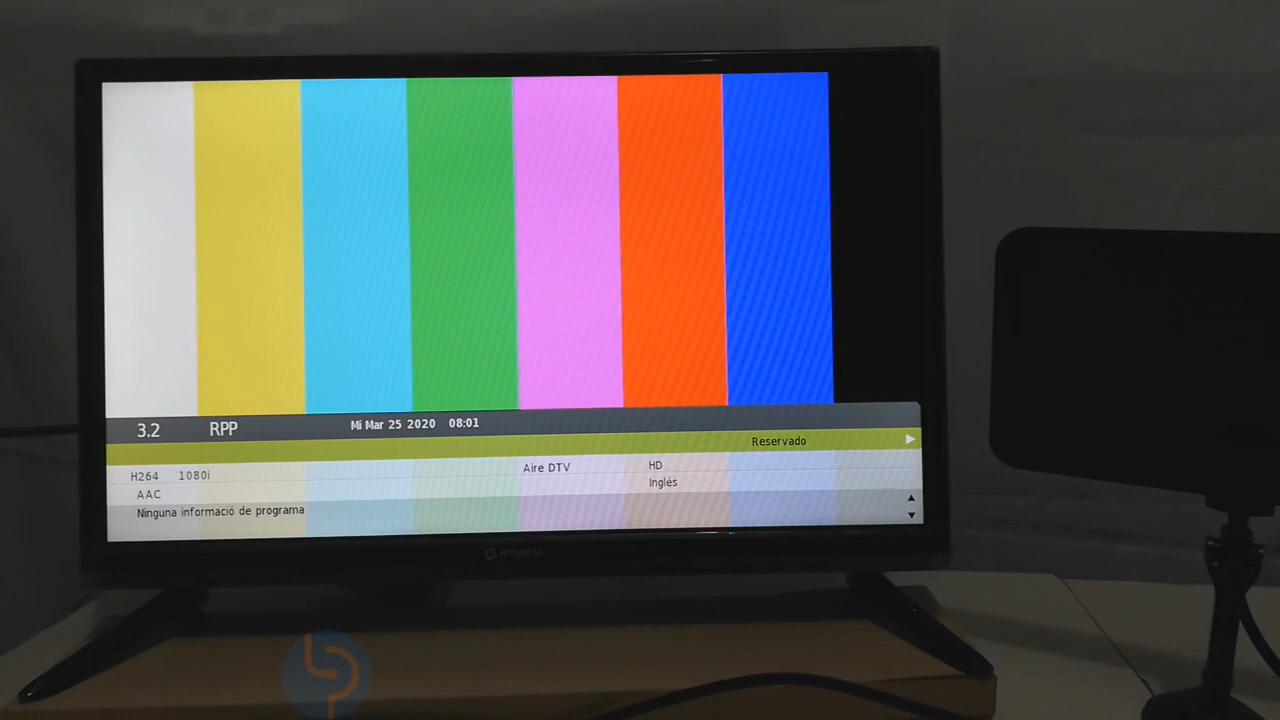 3.2 RPP Mi Mar 25 2020 08:01
Reservado
H264 1080i Aire DTV HD
AAC Inglés
Ninguna informació de programa